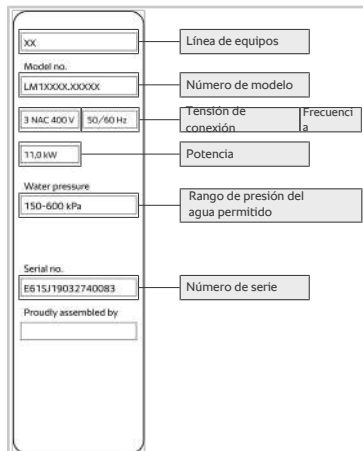 XX
Línea de equipos
Model no.
LM1XXXX.XXXXX
Número de modelo
3 NAC 400 V
50/60 Hz
Tensión de
conexión
Frecuenci
a
11,0 kW
Potencia
Water pressure
150-600 kPa
Rango de presión del
agua permitido
Serial no.
E61SJ19032740083
Número de serie
Proudly assembled by